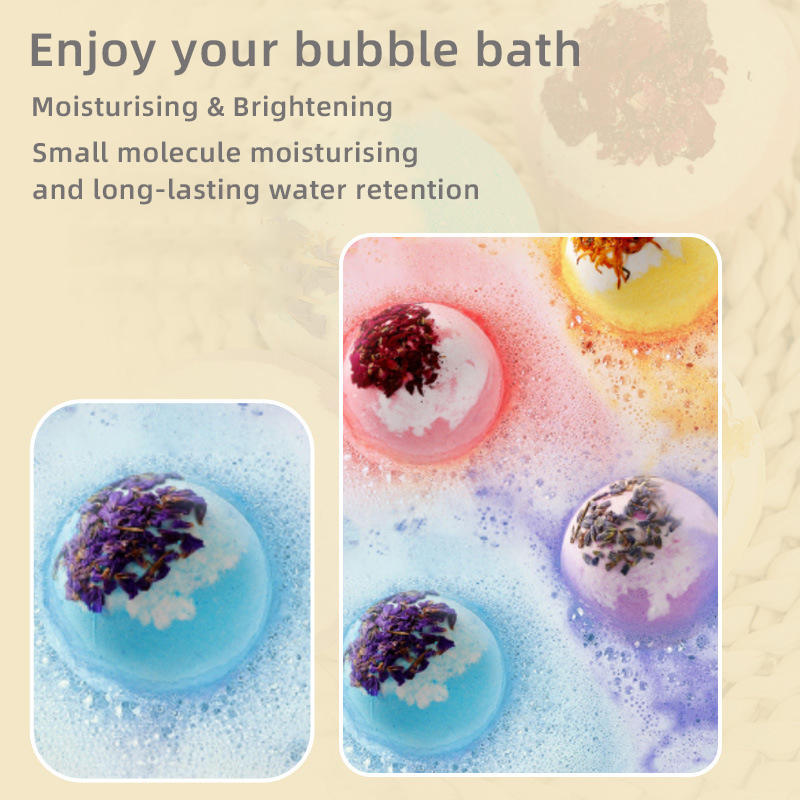 Enjoy your bubble bath
Moisturising & Brightening
Small molecule moisturising
and long-lasting water retention